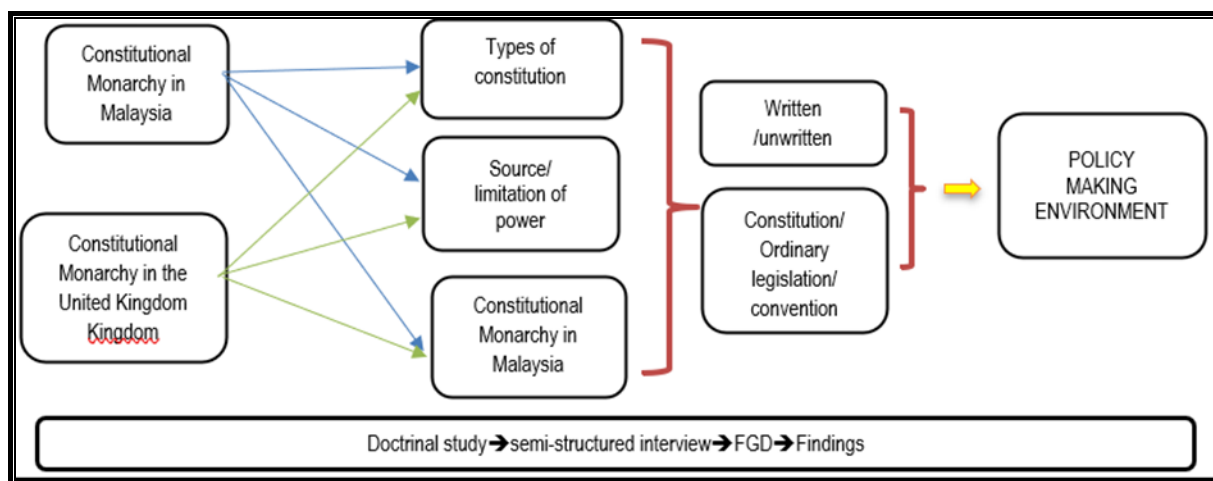 Constitutional
Monarchy in
Malaysia
Constitutional
Monarchy in the
United Kingdom
Kingdom
Types of
constitution
Source/
limitation of
power
Constitutional
Monarchy in
Malaysia
Written
/unwritten
Constitution/
Ordinary
legislation/
convention
POLICY
MAKING
ENVIRONMENT
Doctrinal study➔semi-structured interview➔FGD➔Findings